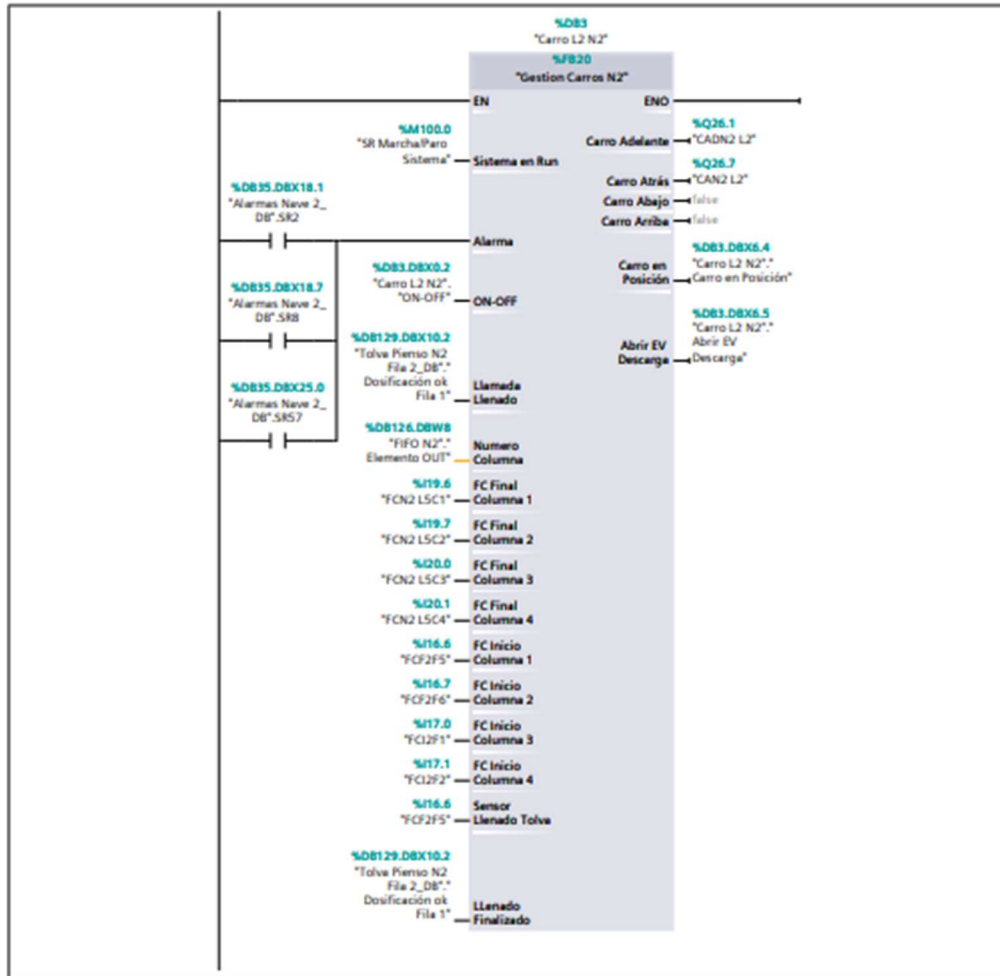 %DB3
"Carro L2 N2"
%FB20
"Gestion Carros N2"
EN
ENO
%M100.0
"SR Marcha/Paro
Sistema"
Sistema en Run
Carro Adelante
%Q26.1
"CADN2 L2"
%Q26.7
"CAN2 L2"
Carro Atrás
Carro Abajo
false
Carro Arriba
false
%DB35.DBX18.1
"Alarmas Nave 2_
DB".SR2
Alarma
%DB3.DBX6.4
"Carro L2 N2"."
Carro en Posición"
Carro en
Posición
%DB3.DBX0.2
"Carro L2 N2".
"ON-OFF"
ON-OFF
%DB35.DBX18.7
"Alarmas Nave 2_
DB".SR8
%DB3.DBX6.5
"Carro L2 N2"."
Abrir EV
Descarga"
Abrir EV
Descarga
%DB129.DBX10.2
"Tolva Pienso N2
Fila 2_DB"."
Dosificación ok
Fila 1"
Llamada
Llenado
%DB35.DBX25.0
"Alarmas Nave 2_
DB".SR57
%DB126.DBW8
"FIFO N2"."
Elemento OUT"
Numero
Columna
%I19.6
"FCN2 L5C1"
FC Final
Columna 1
%I19.7
"FCN2 L5C2"
FC Final
Columna 2
%I20.0
"FCN2 L5C3"
FC Final
Columna 3
%I20.1
"FCN2 L5C4"
FC Final
Columna 4
%I16.6
"FCF2F5"
FC Inicio
Columna 1
%I16.7
"FCF2F6"
FC Inicio
Columna 2
%I17.0
"FCI2F1"
FC Inicio
Columna 3
%I17.1
"FCI2F2"
FC Inicio
Columna 4
%I16.6
"FCF2F5"
Sensor
Llenado Tolva
%DB129.DBX10.2
"Tolva Pienso N2
Fila 2_DB"."
Dosificación ok
Fila 1"
LLenado
Finalizado